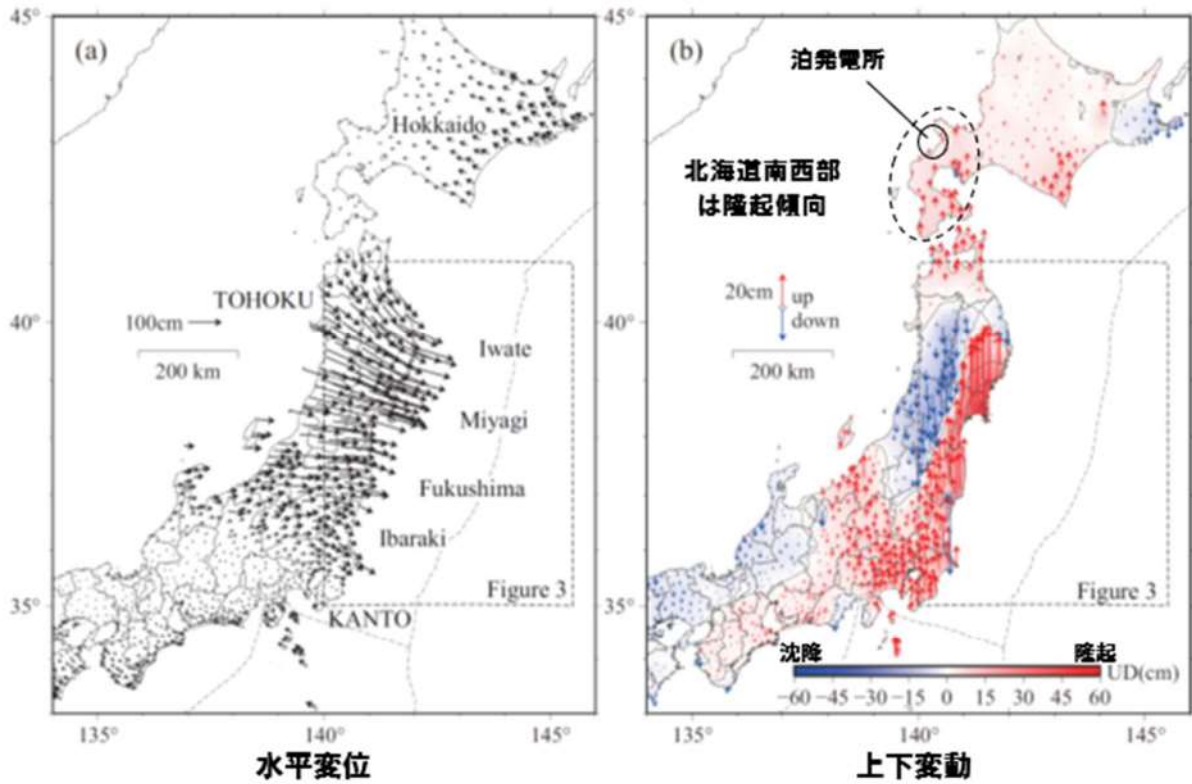 45°
(a)
Hokkaido
TOHOKU
100cm
200 km
40°
Iwate
Miyagi
Fukushima
Ibaraki
Figure 3
35°
KANTO
135°
140°
145°
水平変位
45°
(b)
泊発電所
北海道南西部
は隆起傾向
20cm
up
down
200 km
40°
Figure 3
35°
沈降
隆起
UD(cm)
−60 −45 −30 −15 0 15 30 45 60
135°
140°
145°
上下変動